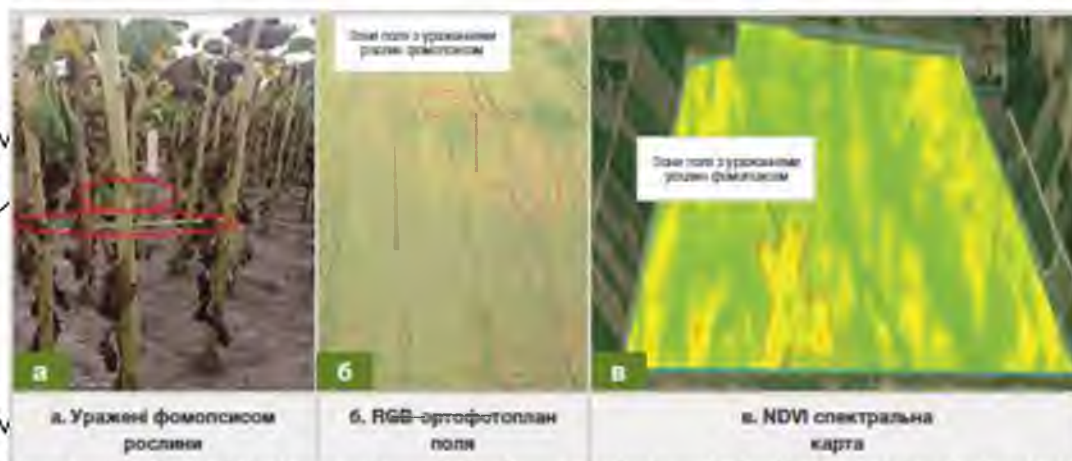 Зони поля з ураженими
рослин фомопсисом
Зони поля з ураженими
рослин фомопсисом
а
б
в
а. Уражені фомопсисом
рослини
б. RGB-ортофотоплан
поля
в. NDVI спектральна
карта